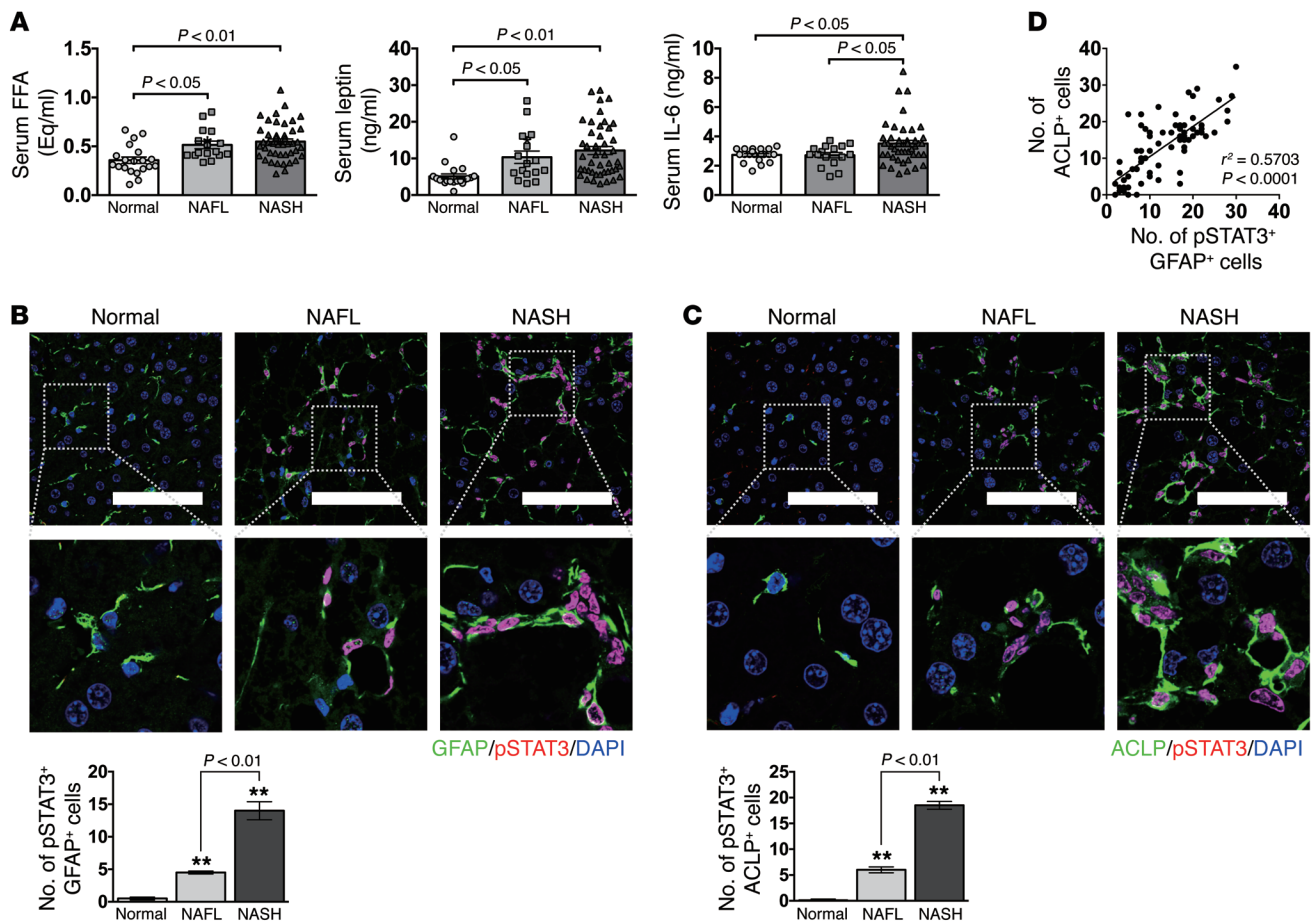 A
1.5
1.0
0.5
0.0
Serum FFA
(Eq/ml)
P < 0.01
P < 0.05
Normal
NAFL
NASH
40
30
20
10
0
Serum leptin
(ng/ml)
P < 0.01
P < 0.05
Normal
NAFL
NASH
10
8
6
4
2
0
Serum IL-6 (ng/ml)
P < 0.05
P < 0.05
Normal
NAFL
NASH
D
40
30
20
10
0
No. of
ACLP⁺ cells
r² = 0.5703
P < 0.0001
0
10
20
30
40
No. of pSTAT3⁺
GFAP⁺ cells
B
Normal
NAFL
NASH
GFAP/pSTAT3/DAPI
20
15
10
5
0
No. of pSTAT3⁺
GFAP⁺ cells
P < 0.01
**
**
Normal
NAFL
NASH
C
Normal
NAFL
NASH
ACLP/pSTAT3/DAPI
25
20
15
10
5
0
No. of pSTAT3⁺
ACLP⁺ cells
P < 0.01
**
**
Normal
NAFL
NASH